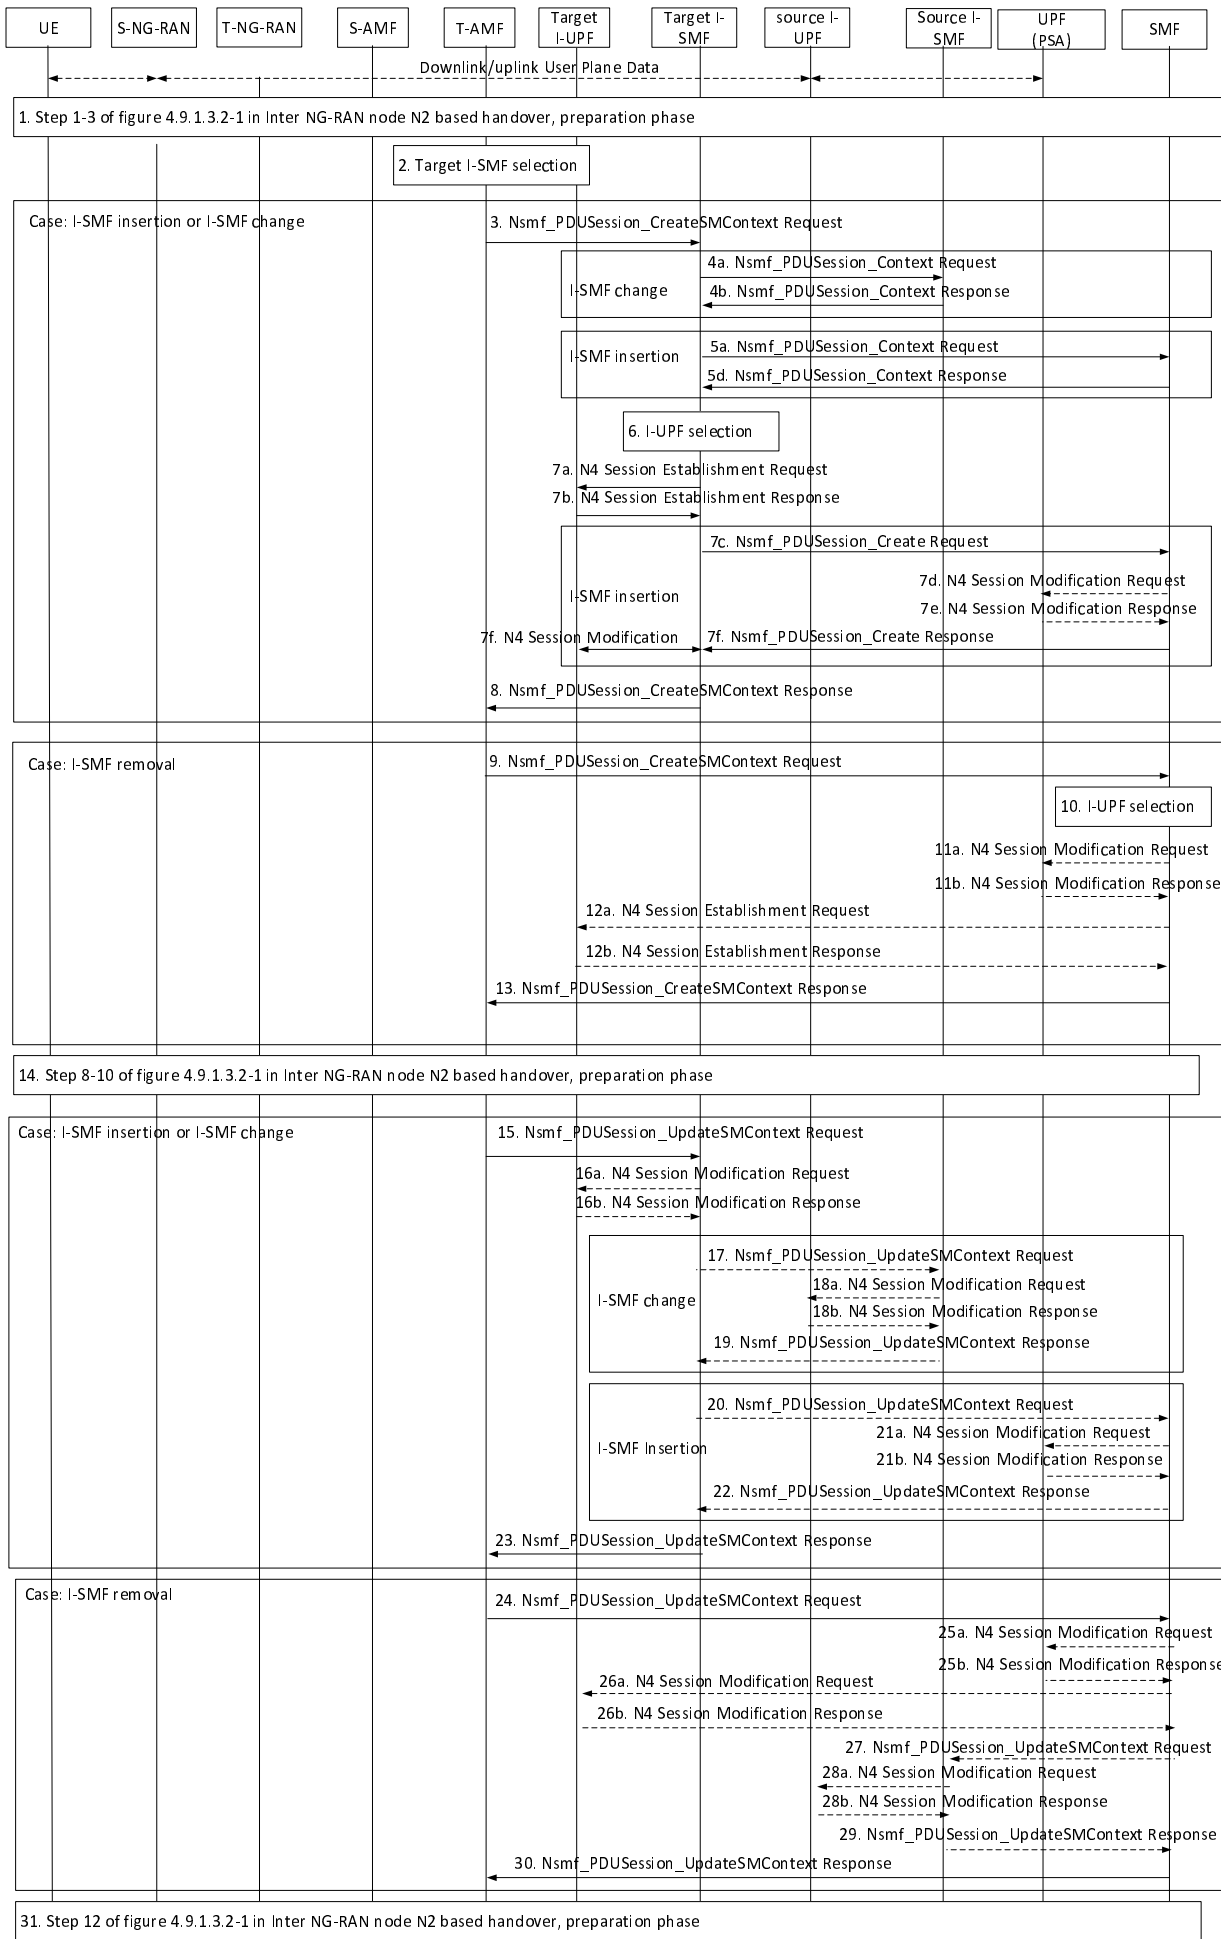 UE
S-NG-RAN
T-NG-RAN
S-AMF
T-AMF
Target
I-UPF
Target I-
SMF
source I-
UPF
Source I-
SMF
UPF
(PSA)
SMF
Downlink/uplink User Plane Data
1. Step 1-3 of figure 4.9.1.3.2-1 in Inter NG-RAN node N2 based handover, preparation phase
2. Target I-SMF selection
Case: I-SMF insertion or I-SMF change
3. Nsmf_PDUSession_CreateSMContext Request
4a. Nsmf_PDUSession_Context Request
I-SMF change
4b. Nsmf_PDUSession_Context Response
5a. Nsmf_PDUSession_Context Request
I-SMF insertion
5d. Nsmf_PDUSession_Context Response
6. I-UPF selection
7a. N4 Session Establishment Request
7b. N4 Session Establishment Response
7c. Nsmf_PDUSession_Create Request
7d. N4 Session Modification Request
I-SMF insertion
7e. N4 Session Modification Response
7f. N4 Session Modification
7f. Nsmf_PDUSession_Create Response
8. Nsmf_PDUSession_CreateSMContext Response
Case: I-SMF removal
9. Nsmf_PDUSession_CreateSMContext Request
10. I-UPF selection
11a. N4 Session Modification Request
11b. N4 Session Modification Response
12a. N4 Session Establishment Request
12b. N4 Session Establishment Response
13. Nsmf_PDUSession_CreateSMContext Response
14. Step 8-10 of figure 4.9.1.3.2-1 in Inter NG-RAN node N2 based handover, preparation phase
Case: I-SMF insertion or I-SMF change
15. Nsmf_PDUSession_UpdateSMContext Request
16a. N4 Session Modification Request
16b. N4 Session Modification Response
17. Nsmf_PDUSession_UpdateSMContext Request
18a. N4 Session Modification Request
I-SMF change
18b. N4 Session Modification Response
19. Nsmf_PDUSession_UpdateSMContext Response
20. Nsmf_PDUSession_UpdateSMContext Request
21a. N4 Session Modification Request
I-SMF Insertion
21b. N4 Session Modification Response
22. Nsmf_PDUSession_UpdateSMContext Response
23. Nsmf_PDUSession_UpdateSMContext Response
Case: I-SMF removal
24. Nsmf_PDUSession_UpdateSMContext Request
25a. N4 Session Modification Request
25b. N4 Session Modification Response
26a. N4 Session Modification Request
26b. N4 Session Modification Response
27. Nsmf_PDUSession_UpdateSMContext Request
28a. N4 Session Modification Request
28b. N4 Session Modification Response
29. Nsmf_PDUSession_UpdateSMContext Response
30. Nsmf_PDUSession_UpdateSMContext Response
31. Step 12 of figure 4.9.1.3.2-1 in Inter NG-RAN node N2 based handover, preparation phase